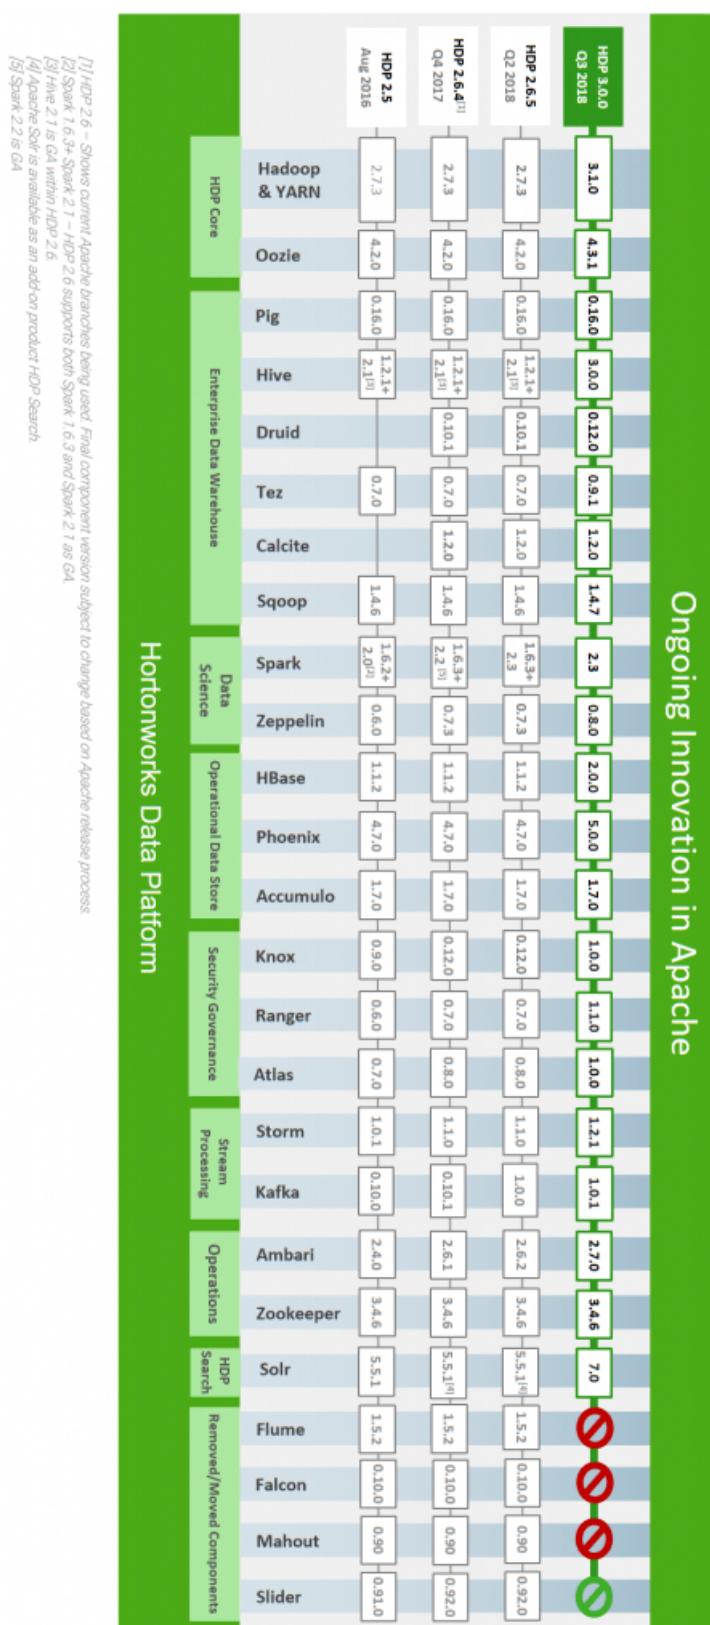 Ongoing Innovation in Apache
HDP 3.0.0
Q3 2018
3.1.0
4.3.1
0.16.0
3.0.0
0.12.0
0.9.1
1.2.0
1.4.7
2.3
0.8.0
2.0.0
5.0.0
1.7.0
1.0.0
1.1.0
1.0.0
1.2.1
1.0.1
2.7.0
3.4.6
7.0
HDP 2.6.5
Q2 2018
2.7.3
4.2.0
0.16.0
1.2.1+
2.1[3]
0.10.1
0.7.0
1.2.0
1.4.6
1.6.3+
2.3
0.7.3
1.1.2
4.7.0
1.7.0
0.12.0
0.7.0
0.8.0
1.1.0
1.0.0
2.6.2
3.4.6
5.5.1[4]
1.5.2
0.10.0
0.90
0.92.0
HDP 2.6.4[1]
Q4 2017
2.7.3
4.2.0
0.16.0
1.2.1+
2.1[3]
0.10.1
0.7.0
1.2.0
1.4.6
1.6.3+
2.2 [5]
0.7.3
1.1.2
4.7.0
1.7.0
0.12.0
0.7.0
0.8.0
1.1.0
0.10.1
2.6.1
3.4.6
5.5.1[4]
1.5.2
0.10.0
0.90
0.92.0
HDP 2.5
Aug 2016
2.7.3
4.2.0
0.16.0
1.2.1+
2.1[3]
0.7.0
1.4.6
1.6.2+
2.0[2]
0.6.0
1.1.2
4.7.0
1.7.0
0.9.0
0.6.0
0.7.0
1.0.1
0.10.0
2.4.0
3.4.6
5.5.1
1.5.2
0.10.0
0.90
0.91.0
Hadoop
& YARN
Oozie
Pig
Hive
Druid
Tez
Calcite
Sqoop
Spark
Zeppelin
HBase
Phoenix
Accumulo
Knox
Ranger
Atlas
Storm
Kafka
Ambari
Zookeeper
Solr
Flume
Falcon
Mahout
Slider
HDP Core
Enterprise Data Warehouse
Data
Science
Operational Data Store
Security Governance
Stream
Processing
Operations
HDP
Search
Removed/Moved Components
Hortonworks Data Platform
[1] HDP 2.6 – Shows current Apache branches being used. Final component version subject to change based on Apache release process.
[2] Spark 1.6.3+ Spark 2.1 – HDP 2.6 supports both Spark 1.6.3 and Spark 2.1 as GA.
[3] Hive 2.1 is GA within HDP 2.6.
[4] Apache Solr is available as an add-on product HDP Search.
[5] Spark 2.2 is GA